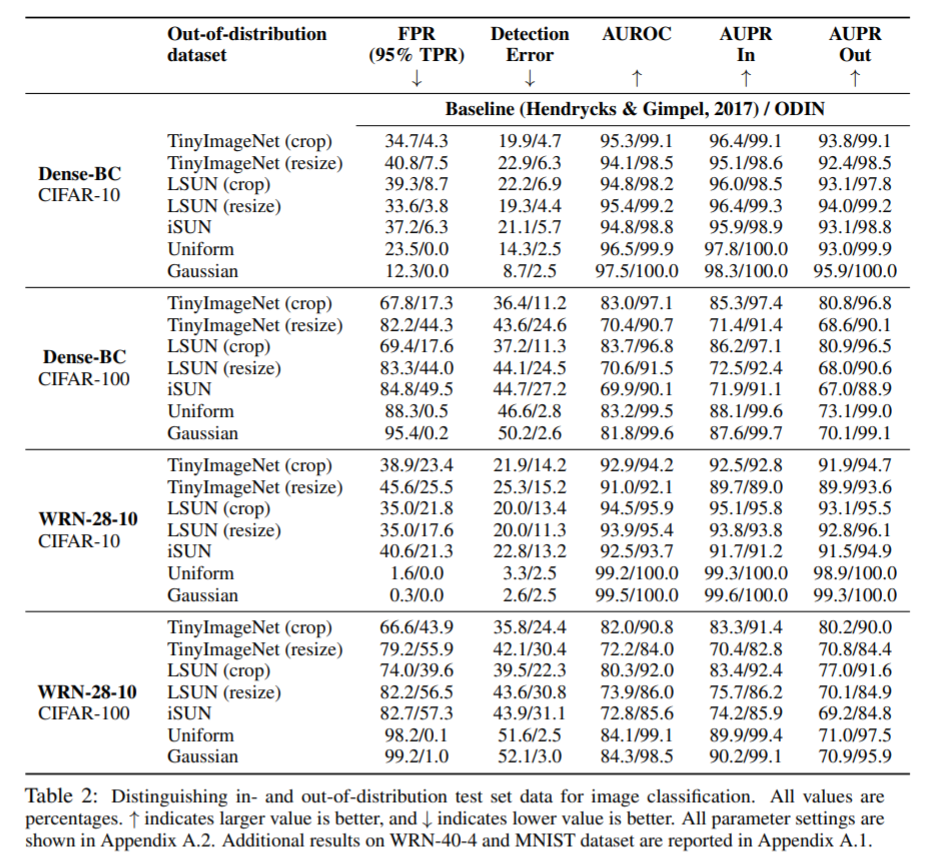 Out-of-distribution FPR Detection AUROC AUPR AUPR
dataset (95% TPR) Error In Out
↓ ↓ ↑ ↑ ↑
Baseline (Hendrycks & Gimpel, 2017) / ODIN
TinyImageNet (crop) 34.7/4.3 19.9/4.7 95.3/99.1 96.4/99.1 93.8/99.1
TinyImageNet (resize) 40.8/7.5 22.9/6.3 94.1/98.5 95.1/98.6 92.4/98.5
Dense-BC LSUN (crop) 39.3/8.7 22.2/6.9 94.8/98.2 96.0/98.5 93.1/97.8
CIFAR-10 LSUN (resize) 33.6/3.8 19.3/4.4 95.4/99.2 96.4/99.3 94.0/99.2
iSUN 37.2/6.3 21.1/5.7 94.8/98.8 95.9/98.9 93.1/98.8
Uniform 23.5/0.0 14.3/2.5 96.5/99.9 97.8/100.0 93.0/99.9
Gaussian 12.3/0.0 8.7/2.5 97.5/100.0 98.3/100.0 95.9/100.0
TinyImageNet (crop) 67.8/17.3 36.4/11.2 83.0/97.1 85.3/97.4 80.8/96.8
TinyImageNet (resize) 82.2/44.3 43.6/24.6 70.4/90.7 71.4/91.4 68.6/90.1
Dense-BC LSUN (crop) 69.4/17.6 37.2/11.3 83.7/96.8 86.2/97.1 80.9/96.5
CIFAR-100 LSUN (resize) 83.3/44.0 44.1/24.5 70.6/91.5 72.5/92.4 68.0/90.6
iSUN 84.8/49.5 44.7/27.2 69.9/90.1 71.9/91.1 67.0/88.9
Uniform 88.3/0.5 46.6/2.8 83.2/99.5 88.1/99.6 73.1/99.0
Gaussian 95.4/0.2 50.2/2.6 81.8/99.6 87.6/99.7 70.1/99.1
TinyImageNet (crop) 38.9/23.4 21.9/14.2 92.9/94.2 92.5/92.8 91.9/94.7
TinyImageNet (resize) 45.6/25.5 25.3/15.2 91.0/92.1 89.7/89.0 89.9/93.6
WRN-28-10 LSUN (crop) 35.0/21.8 20.0/13.4 94.5/95.9 95.1/95.8 93.1/95.5
CIFAR-10 LSUN (resize) 35.0/17.6 20.0/11.3 93.9/95.4 93.8/93.8 92.8/96.1
iSUN 40.6/21.3 22.8/13.2 92.5/93.7 91.7/91.2 91.5/94.9
Uniform 1.6/0.0 3.3/2.5 99.2/100.0 99.3/100.0 98.9/100.0
Gaussian 0.3/0.0 2.6/2.5 99.5/100.0 99.6/100.0 99.3/100.0
TinyImageNet (crop) 66.6/43.9 35.8/24.4 82.0/90.8 83.3/91.4 80.2/90.0
TinyImageNet (resize) 79.2/55.9 42.1/30.4 72.2/84.0 70.4/82.8 70.8/84.4
LSUN (crop) 74.0/39.6 39.5/22.3 80.3/92.0 83.4/92.4 77.0/91.6
WRN-28-10 LSUN (resize) 82.2/56.5 43.6/30.8 73.9/86.0 75.7/86.2 70.1/84.9
CIFAR-100 iSUN 82.7/57.3 43.9/31.1 72.8/85.6 74.2/85.9 69.2/84.8
Uniform 98.2/0.1 51.6/2.5 84.1/99.1 89.9/99.4 71.0/97.5
Gaussian 99.2/1.0 52.1/3.0 84.3/98.5 90.2/99.1 70.9/95.9
Table 2: Distinguishing in- and out-of-distribution test set data for image classification. All values are
percentages. ↑ indicates larger value is better, and ↓ indicates lower value is better. All parameter settings are
shown in Appendix A.2. Additional results on WRN-40-4 and MNIST dataset are reported in Appendix A.1.